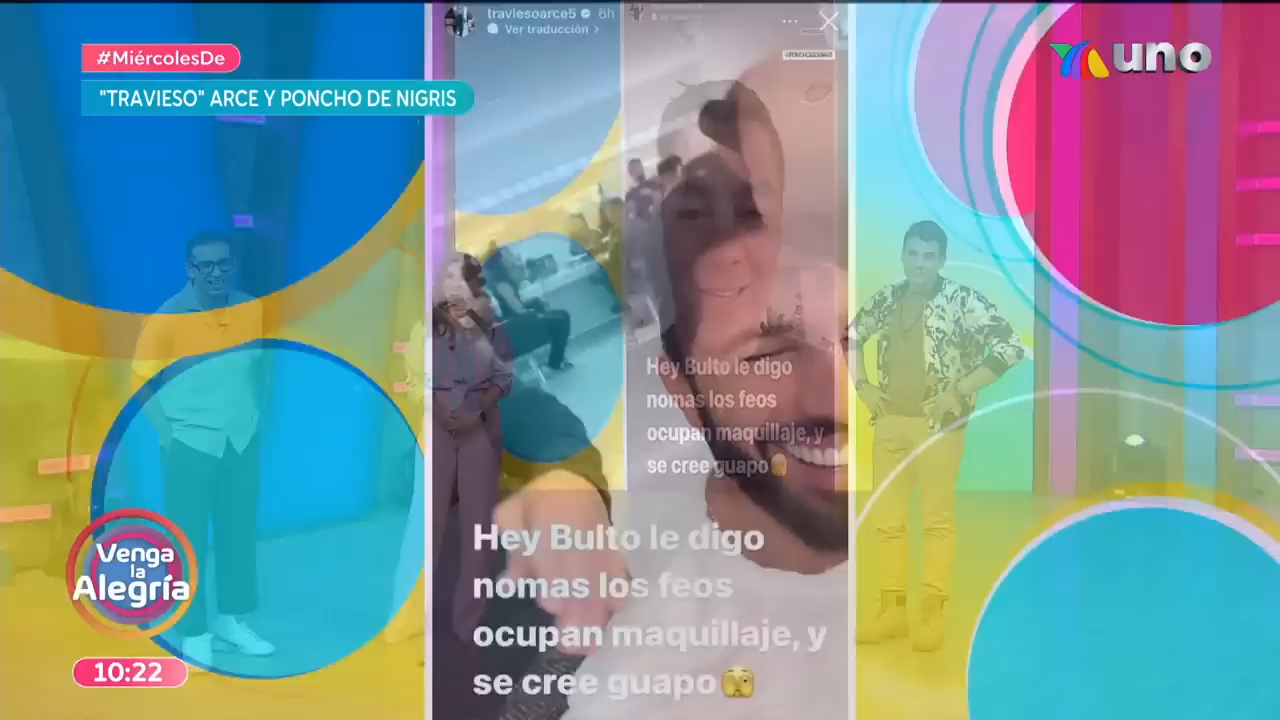 traviesoarce5 6h
Ver traducción >
#MiércolesDe
"TRAVIESO" ARCE Y PONCHO DE NIGRIS
uno
Hey Bulto le digo
nomas los feos
ocupan maquillaje, y
se cree guapo🫣
Hey Bulto le digo
nomas los feos
ocupan maquillaje, y
se cree guapo🫣
Venga
la
Alegría
10:22